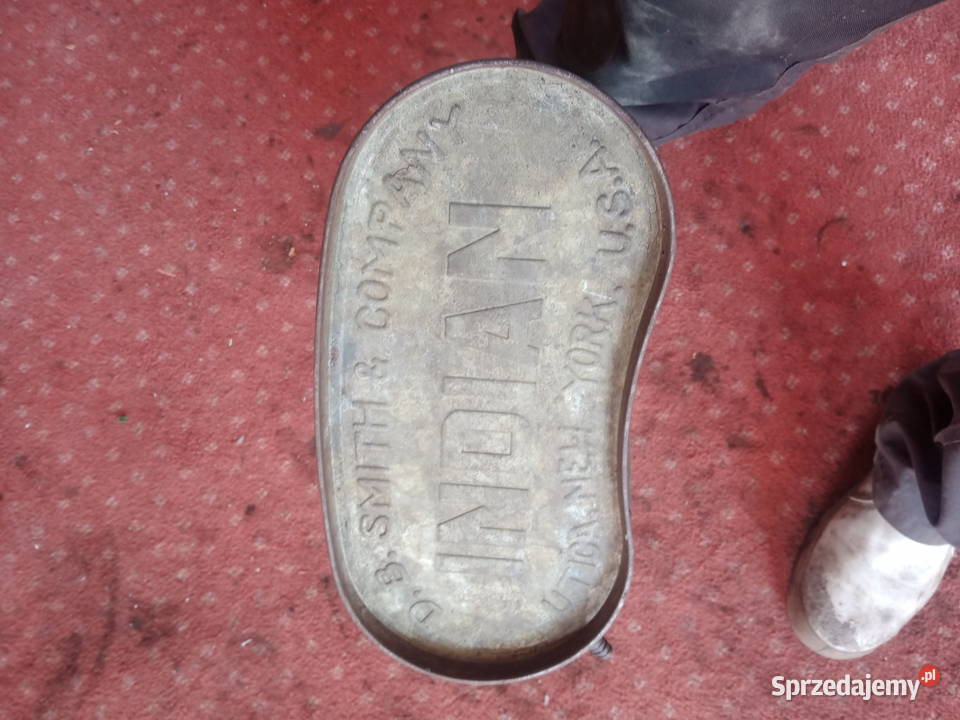 D.B. SMITH & COMPANY
INDIAN
UTICA, NEW YORK, U.S.A.
Sprzedajemy.pl